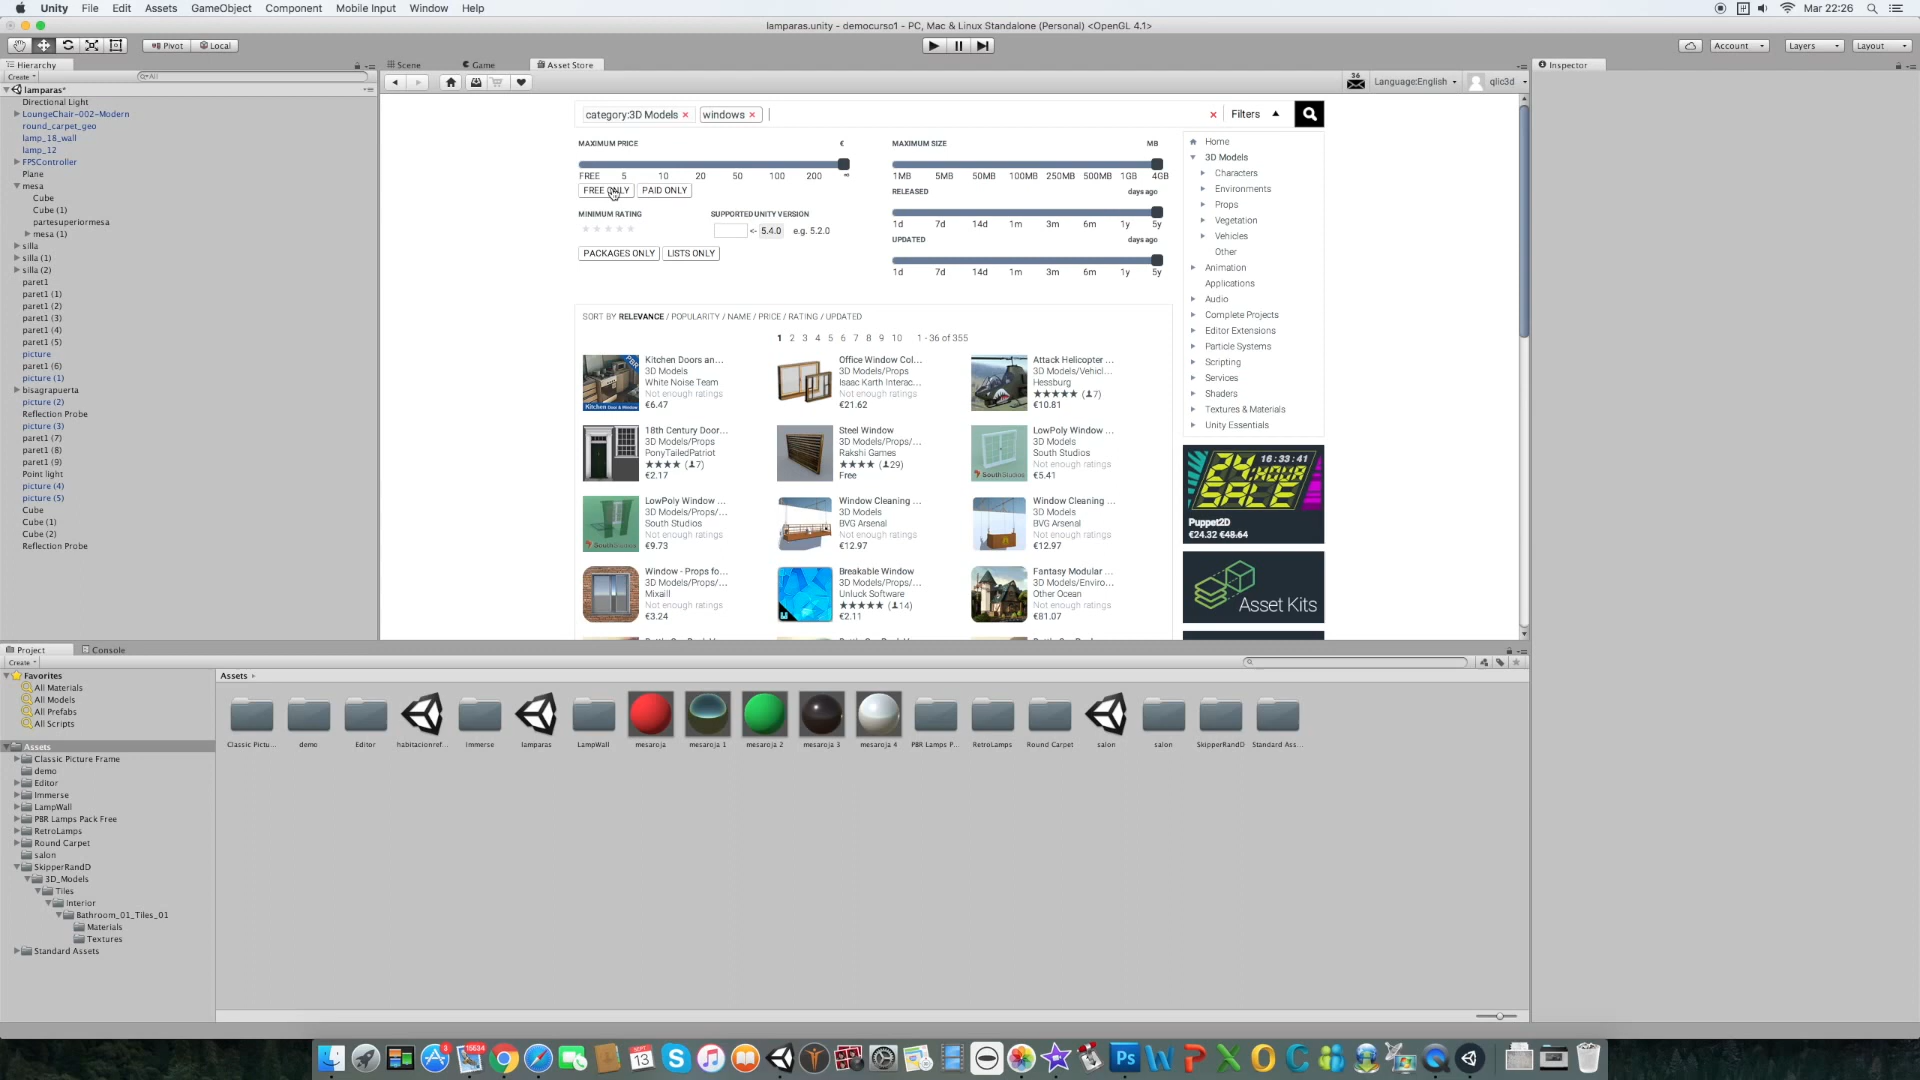 Unity File Edit Assets GameObject Component Mobile Input Window Help
Mar 22:26
lamparas.unity - democurso1 - PC, Mac & Linux Standalone (Personal) <OpenGL 4.1>
Pivot Local
Account Layers Layout
Hierarchy
Create
All
lamparas*
Directional Light
LoungeChair-002-Modern
round_carpet_geo
lamp_18_wall
lamp_12
FPSController
Plane
mesa
Cube
Cube (1)
partesuperiormesa
mesa (1)
silla
silla (1)
silla (2)
paret1
paret1 (1)
paret1 (2)
paret1 (3)
paret1 (4)
paret1 (5)
picture
paret1 (6)
picture (1)
bisagrapuerta
picture (2)
Reflection Probe
picture (3)
paret1 (7)
paret1 (8)
paret1 (9)
Point light
picture (4)
picture (5)
Cube
Cube (1)
Cube (2)
Reflection Probe
Scene Game Asset Store
36
Language:English
qlic3d
category:3D Models × windows ×
× Filters
MAXIMUM PRICE €
FREE 5 10 20 50 100 200 ∞
FREE ONLY PAID ONLY
MINIMUM RATING SUPPORTED UNITY VERSION
<- 5.4.0 e.g. 5.2.0
PACKAGES ONLY LISTS ONLY
MAXIMUM SIZE MB
1MB 5MB 50MB 100MB 250MB 500MB 1GB 4GB
RELEASED days ago
1d 7d 14d 1m 3m 6m 1y 5y
UPDATED days ago
1d 7d 14d 1m 3m 6m 1y 5y
SORT BY RELEVANCE / POPULARITY / NAME / PRICE / RATING / UPDATED
1 2 3 4 5 6 7 8 9 10 1 - 36 of 355
Kitchen Doors an...
3D Models
White Noise Team
Not enough ratings
€6.47
PBR
Kitchen Door & Window
Office Window Col...
3D Models/Props
Isaac Karth Interac...
Not enough ratings
€21.62
Attack Helicopter ...
3D Models/Vehicl...
Hessburg
★★★★★ (7)
€10.81
18th Century Door...
3D Models/Props
PonyTailedPatriot
★★★★ (7)
€2.17
Steel Window
3D Models/Props/...
Rakshi Games
★★★★ (29)
Free
LowPoly Window ...
3D Models
South Studios
Not enough ratings
€5.41
SouthStudios
LowPoly Window ...
3D Models/Props/...
South Studios
Not enough ratings
€9.73
SouthStudios
Window Cleaning ...
3D Models
BVG Arsenal
Not enough ratings
€12.97
Window Cleaning ...
3D Models
BVG Arsenal
Not enough ratings
€12.97
Window - Props fo...
3D Models/Props/...
Mixaill
Not enough ratings
€3.24
Breakable Window
3D Models/Props/...
Unluck Software
★★★★★ (14)
€2.11
Fantasy Modular ...
3D Models/Enviro...
Other Ocean
Not enough ratings
€81.07
Home
3D Models
Characters
Environments
Props
Vegetation
Vehicles
Other
Animation
Applications
Audio
Complete Projects
Editor Extensions
Particle Systems
Scripting
Services
Shaders
Textures & Materials
Unity Essentials
16:33:41
24-HOUR
SALE
Puppet2D
€24.32 €48.64
Asset Kits
Inspector
Project Console
Create
Favorites
All Materials
All Models
All Prefabs
All Scripts
Assets
Classic Picture Frame
demo
Editor
Immerse
LampWall
PBR Lamps Pack Free
RetroLamps
Round Carpet
salon
SkipperRandD
3D_Models
Tiles
Interior
Bathroom_01_Tiles_01
Materials
Textures
Standard Assets
Assets
Classic Pictu... demo Editor habitacionref... Immerse lamparas LampWall mesaroja mesaroja 1 mesaroja 2 mesaroja 3 mesaroja 4 PBR Lamps P... RetroLamps Round Carpet salon salon SkipperRandD Standard Ass...
3
15634
SEP
13
Ps